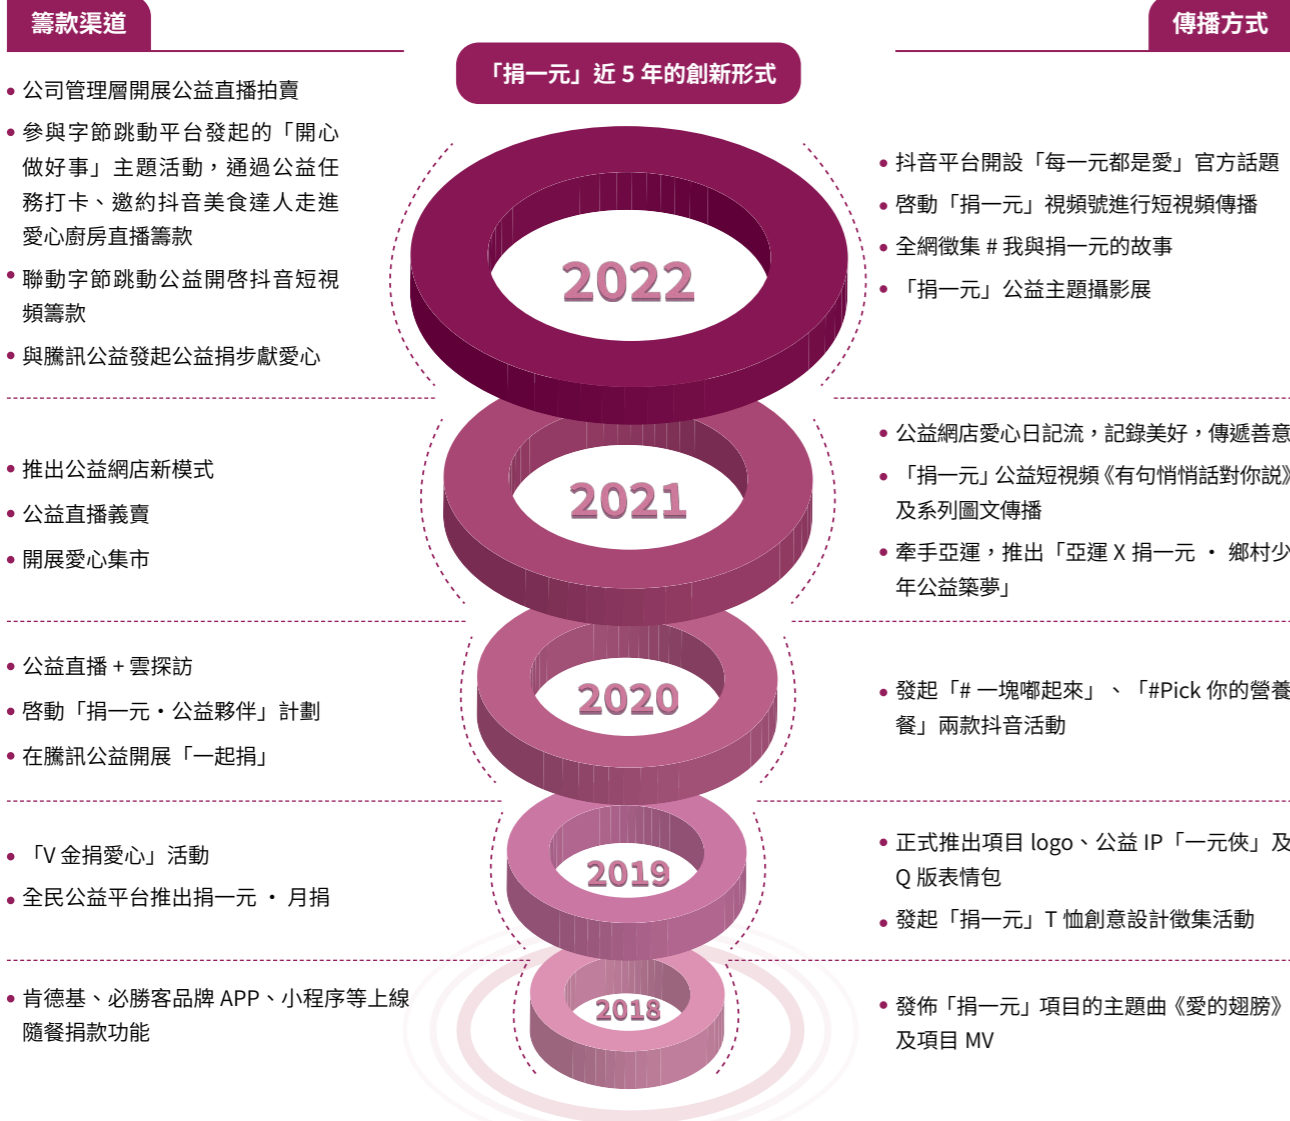 籌款渠道
傳播方式
「捐一元」近 5 年的創新形式
• 公司管理層開展公益直播拍賣
• 參與字節跳動平台發起的「開心
做好事」主題活動，通過公益任
務打卡、邀約抖音美食達人走進
愛心廚房直播籌款
• 聯動字節跳動公益開啓抖音短視
頻籌款
• 與騰訊公益發起公益捐步獻愛心
2022
• 抖音平台開設「每一元都是愛」官方話題
• 啓動「捐一元」視頻號進行短視頻傳播
• 全網徵集 # 我與捐一元的故事
• 「捐一元」公益主題攝影展
• 推出公益網店新模式
• 公益直播義賣
• 開展愛心集市
2021
• 公益網店愛心日記流，記錄美好，傳遞善意
• 「捐一元」公益短視頻《有句悄悄話對你説》
及系列圖文傳播
• 牽手亞運，推出「亞運 X 捐一元 • 鄉村少
年公益築夢」
• 公益直播 + 雲探訪
• 啓動「捐一元・公益夥伴」計劃
• 在騰訊公益開展「一起捐」
2020
• 發起「# 一塊嘟起來」、「#Pick 你的營養
餐」兩款抖音活動
• 「V 金捐愛心」活動
• 全民公益平台推出捐一元 • 月捐
2019
• 正式推出項目 logo、公益 IP「一元俠」及
Q 版表情包
• 發起「捐一元」T 恤創意設計徵集活動
• 肯德基、必勝客品牌 APP、小程序等上線
隨餐捐款功能
2018
• 發佈「捐一元」項目的主題曲《愛的翅膀》
及項目 MV